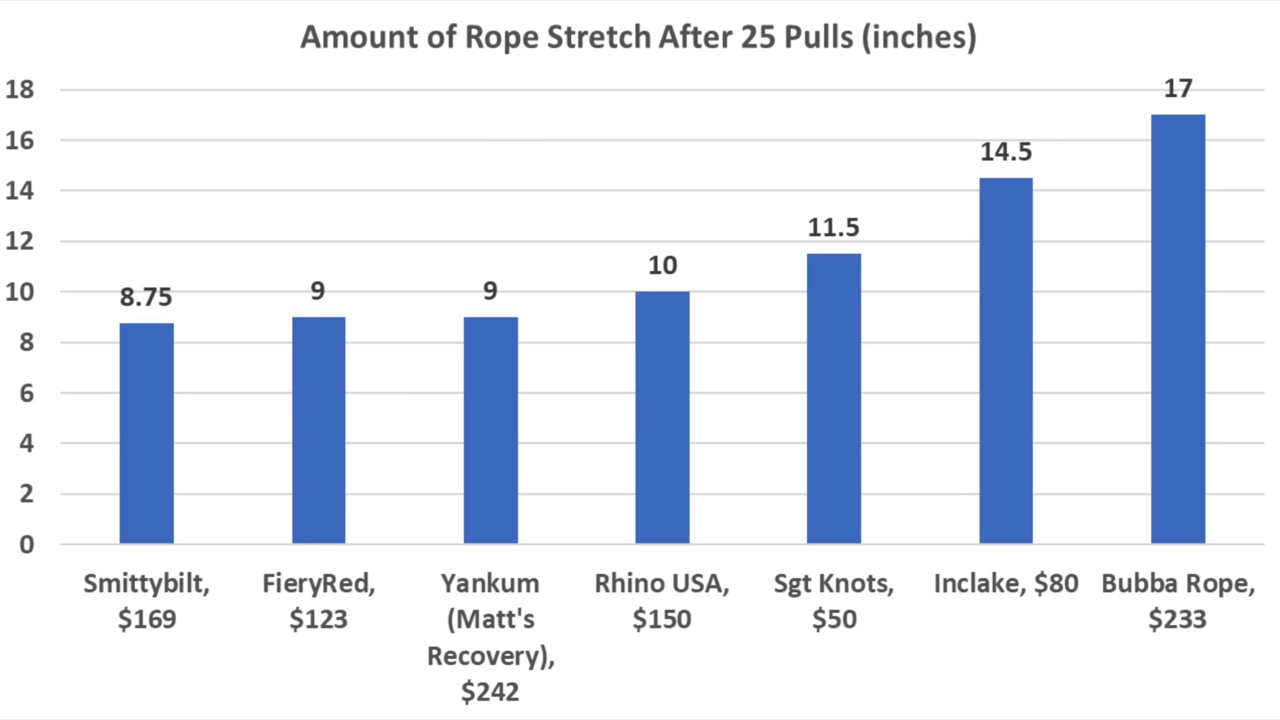 Amount of Rope Stretch After 25 Pulls (inches)
18
16
14
12
10
8
6
4
2
0
8.75
9
9
10
11.5
14.5
17
Smittybilt,
$169
FieryRed,
$123
Yankum
(Matt's
Recovery),
$242
Rhino USA,
$150
Sgt Knots,
$50
Inclake, $80
Bubba Rope,
$233